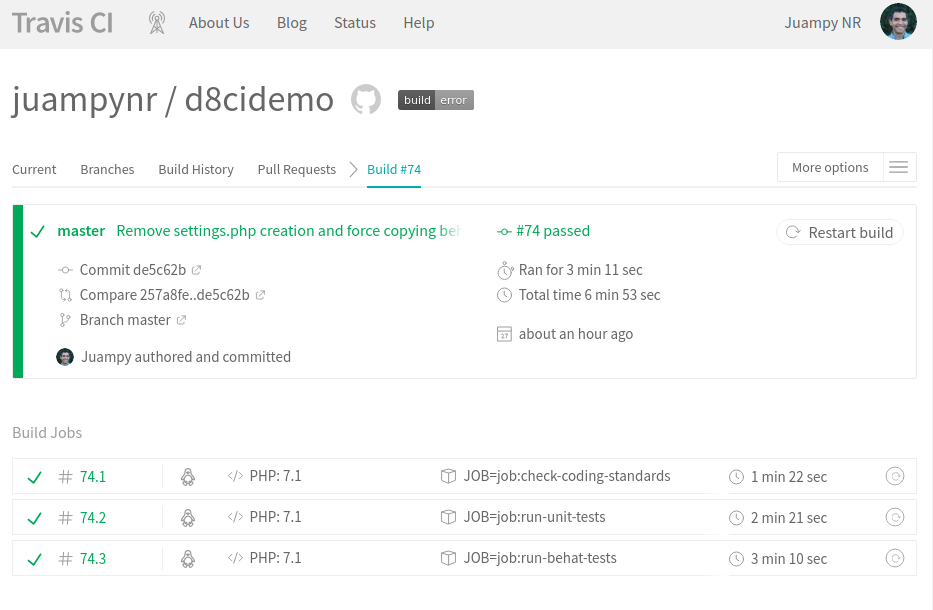 Travis CI About Us Blog Status Help Juampy NR
juampynr / d8cidemo build error
Current Branches Build History Pull Requests Build #74 More options
master Remove settings.php creation and force copying beh #74 passed Restart build
Commit de5c62b Ran for 3 min 11 sec
Compare 257a8fe..de5c62b Total time 6 min 53 sec
Branch master
27 about an hour ago
Juampy authored and committed
Build Jobs
# 74.1 </> PHP: 7.1 JOB=job:check-coding-standards 1 min 22 sec
# 74.2 </> PHP: 7.1 JOB=job:run-unit-tests 2 min 21 sec
# 74.3 </> PHP: 7.1 JOB=job:run-behat-tests 3 min 10 sec